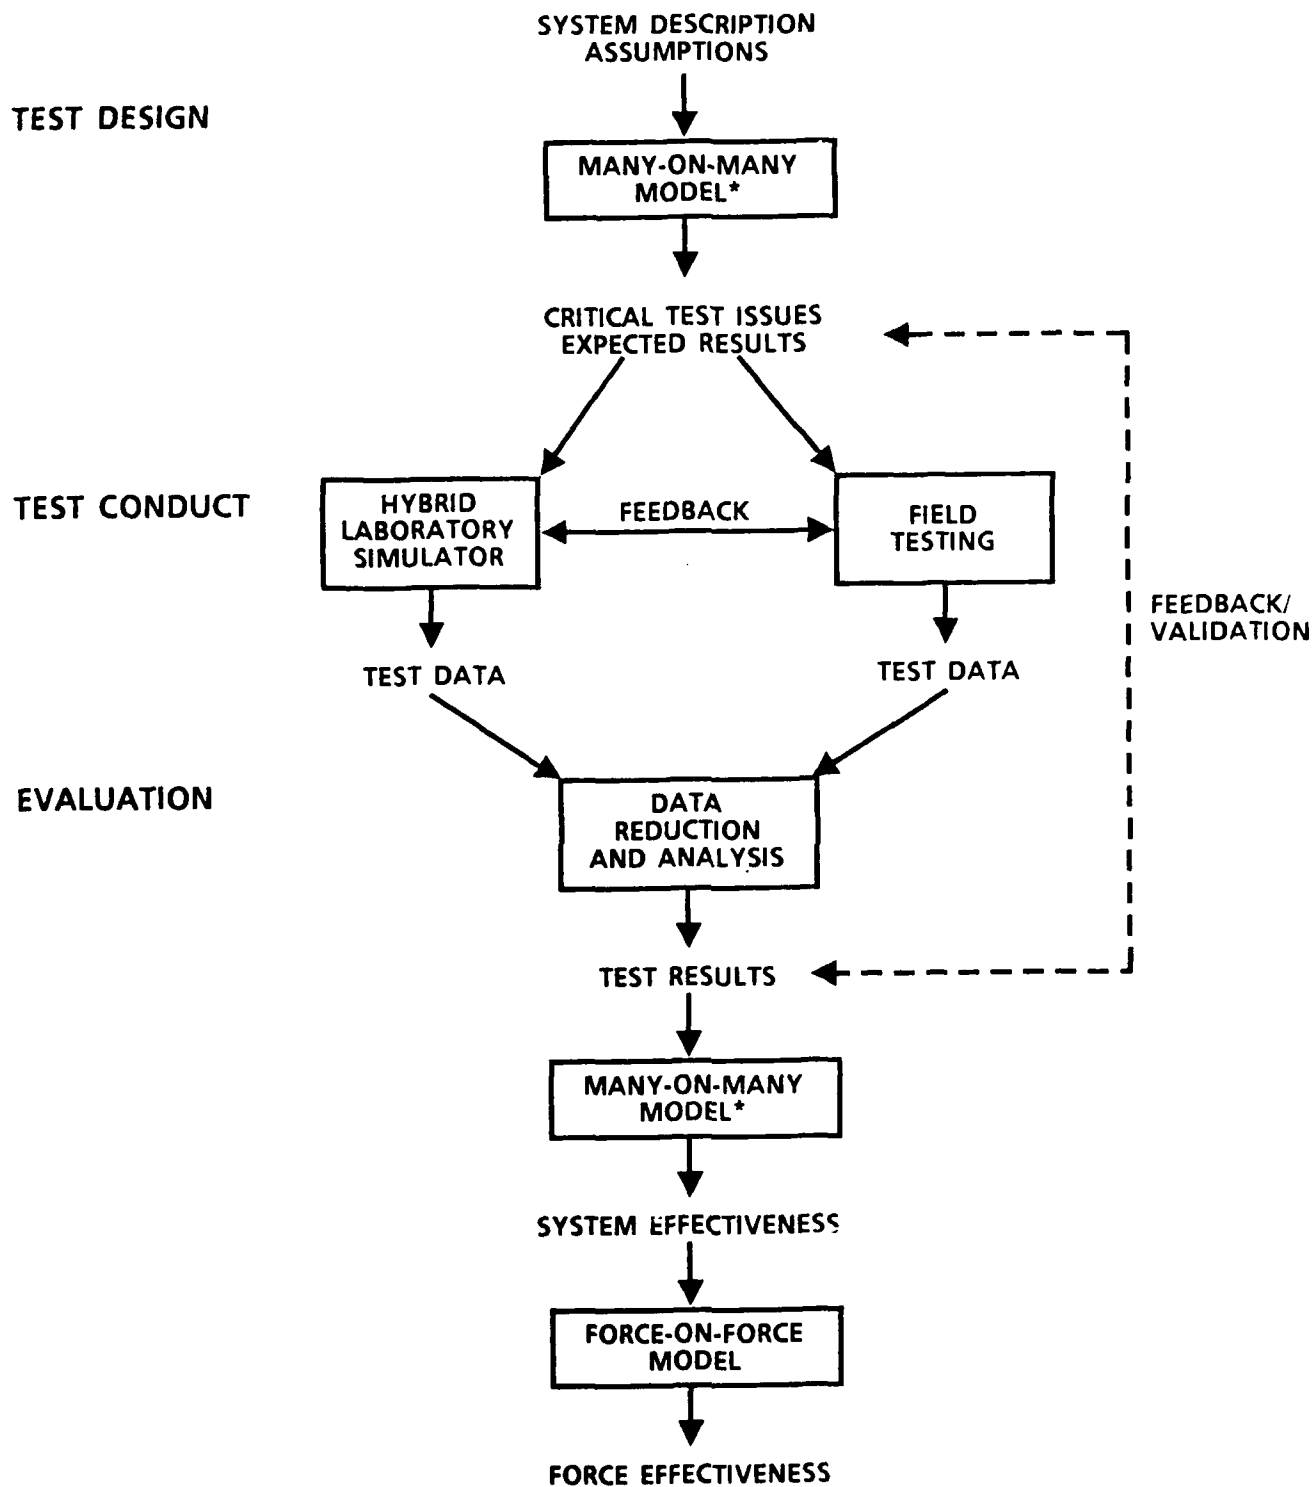 SYSTEM DESCRIPTION
ASSUMPTIONS
TEST DESIGN
MANY-ON-MANY
MODEL*
CRITICAL TEST ISSUES
EXPECTED RESULTS
TEST CONDUCT
HYBRID
LABORATORY
SIMULATOR
FEEDBACK
FIELD
TESTING
FEEDBACK/
VALIDATION
TEST DATA
TEST DATA
EVALUATION
DATA
REDUCTION
AND ANALYSIS
TEST RESULTS
MANY-ON-MANY
MODEL*
SYSTEM EFFECTIVENESS
FORCE-ON-FORCE
MODEL
FORCE EFFECTIVENESS